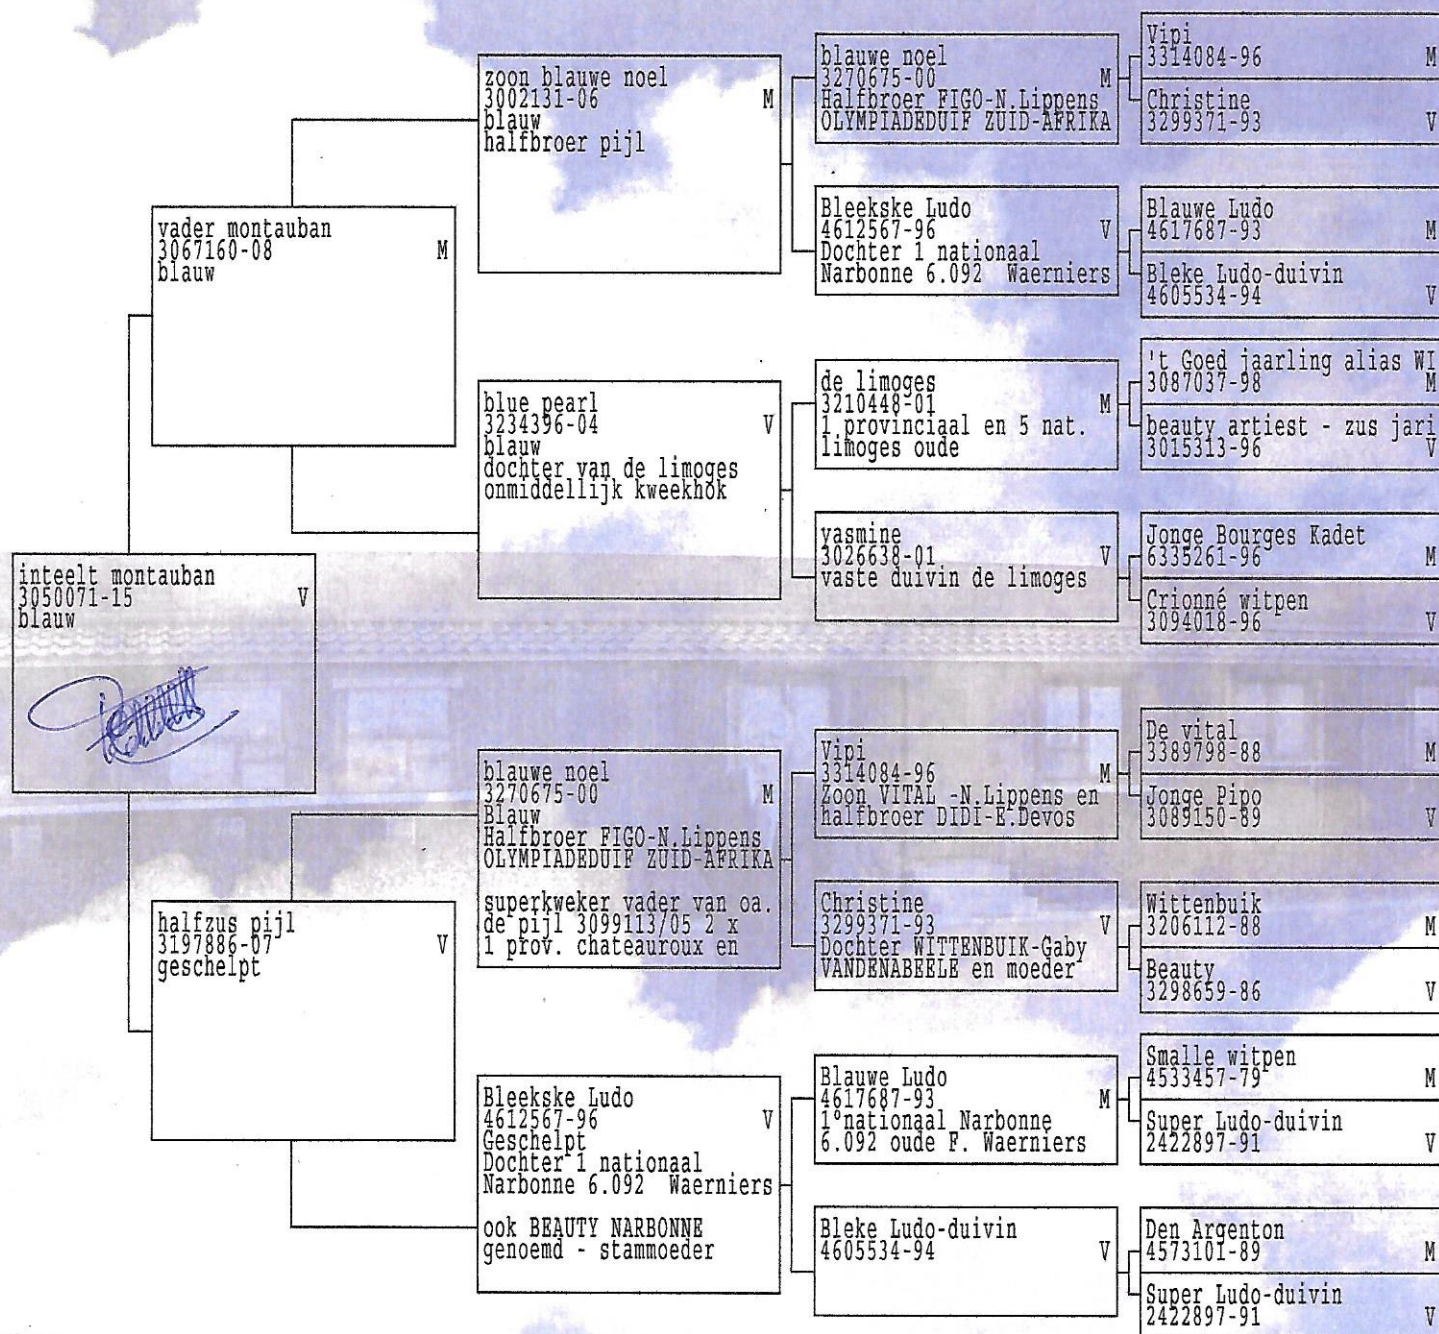 inteelt montauban
3050071-15 V
blauw
vader montauban
3067160-08 M
blauw
halfzus pijl
3197886-07 V
geschelpt
zoon blauwe noel
3002131-06 M
blauw
halfbroer pijl
blue pearl
3234396-04 V
blauw
dochter van de limoges
onmiddellijk kweekhok
blauwe noel
3270675-00 M
Blauw
Halfbroer FIGO-N.Lippens
OLYMPIADEDUIF ZUID-AFRIKA
superkweker vader van oa.
de pijl 3099113/05 2 x
1 prov. chateauroux en
Bleekske Ludo
4612567-96 V
Geschelpt
Dochter 1 nationaal
Narbonne 6.092 Waerniers
ook BEAUTY NARBONNE
genoemd - stammoeder
blauwe noel
3270675-00 M
Halfbroer FIGO-N.Lippens
OLYMPIADEDUIF ZUID-AFRIKA
Bleekske Ludo
4612567-96 V
Dochter 1 nationaal
Narbonne 6.092 Waerniers
de limoges
3210448-01 M
1 provinciaal en 5 nat.
limoges oude
yasmine
3026638-01 V
vaste duivin de limoges
Vipi
3314084-96 M
Zoon VITAL -N.Lippens en
halfbroer DIDI-E.Devos
Christine
3299371-93 V
Dochter WITTENBUIK-Gaby
VANDENABEELE en moeder
Blauwe Ludo
4617687-93 M
1°nationaal Narbonne
6.092 oude F. Waerniers
Bleke Ludo-duivin
4605534-94 V
Vipi
3314084-96 M
Christine
3299371-93 V
Blauwe Ludo
4617687-93 M
Bleke Ludo-duivin
4605534-94 V
't Goed jaarling alias WI
3087037-98 M
beauty artiest - zus jari
3015313-96 V
Jonge Bourges Kadet
6335261-96 M
Crionné witpen
3094018-96 V
De vital
3389798-88 M
Jonge Pipo
3089150-89 V
Wittenbuik
3206112-88 M
Beauty
3298659-86 V
Smalle witpen
4533457-79 M
Super Ludo-duivin
2422897-91 V
Den Argenton
4573101-89 M
Super Ludo-duivin
2422897-91 V